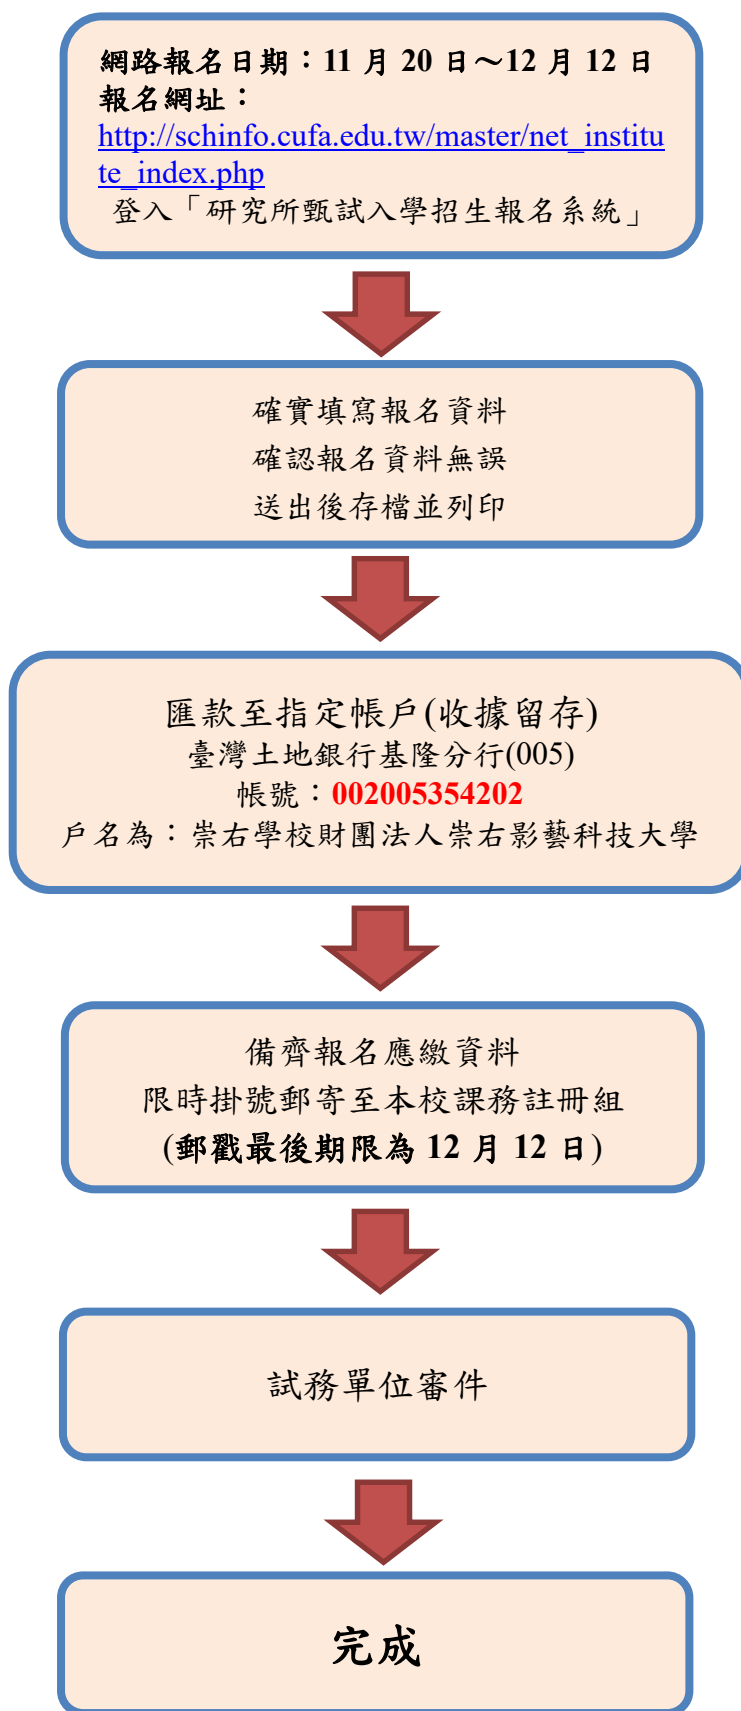 網路報名日期：11 月 20 日～12 月 12 日
報名網址：
http://schinfo.cufa.edu.tw/master/net_institu
te_index.php
登入「研究所甄試入學招生報名系統」
確實填寫報名資料
確認報名資料無誤
送出後存檔並列印
匯款至指定帳戶(收據留存)
臺灣土地銀行基隆分行(005)
帳號：002005354202
戶名為：崇右學校財團法人崇右影藝科技大學
備齊報名應繳資料
限時掛號郵寄至本校課務註冊組
(郵戳最後期限為 12 月 12 日)
試務單位審件
完成